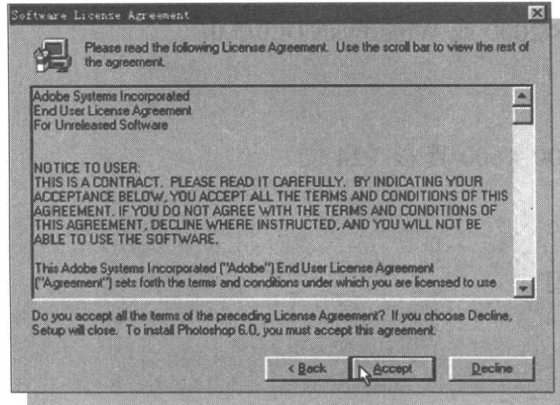 Software License Agreement
Please read the following License Agreement. Use the scroll bar to view the rest of
the agreement.
Adobe Systems Incorporated
End User License Agreement
For Unreleased Software
NOTICE TO USER:
THIS IS A CONTRACT. PLEASE READ IT CAREFULLY. BY INDICATING YOUR
ACCEPTANCE BELOW, YOU ACCEPT ALL THE TERMS AND CONDITIONS OF THIS
AGREEMENT. IF YOU DO NOT AGREE WITH THE TERMS AND CONDITIONS OF
THIS AGREEMENT, DECLINE WHERE INSTRUCTED, AND YOU WILL NOT BE
ABLE TO USE THE SOFTWARE.
This Adobe Systems Incorporated ("Adobe") End User License Agreement
("Agreement") sets forth the terms and conditions under which you are licensed to use
Do you accept all the terms of the preceding License Agreement? If you choose Decline,
Setup will close. To install Photoshop 6.0, you must accept this agreement.
< Back Accept Decline